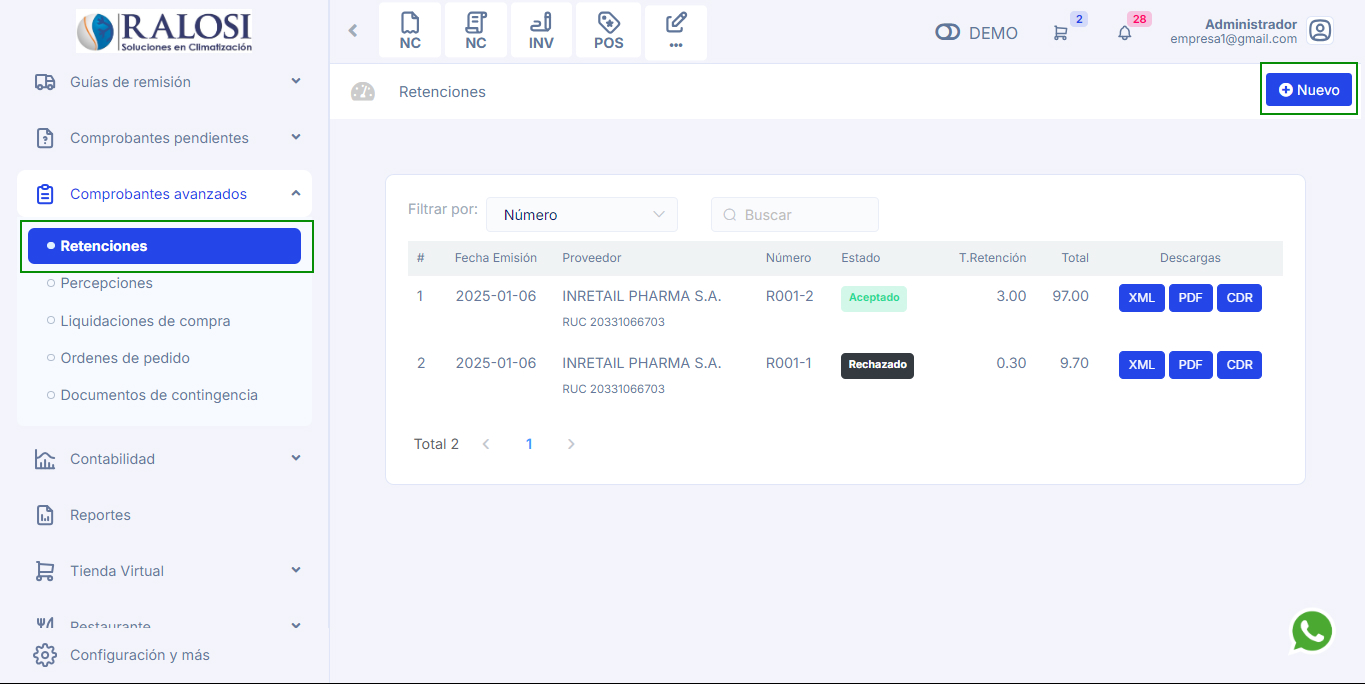 RALOSI
Soluciones en Climatización
Guías de remisión
Comprobantes pendientes
Comprobantes avanzados
Retenciones
Percepciones
Liquidaciones de compra
Ordenes de pedido
Documentos de contingencia
Contabilidad
Reportes
Tienda Virtual
Restaurante
Configuración y más
NC NC INV POS •••
DEMO 2 28
Administrador
empresa1@gmail.com
Retenciones
Nuevo
Filtrar por: Número Buscar
# Fecha Emisión Proveedor Número Estado T.Retención Total Descargas
1 2025-01-06 INRETAIL PHARMA S.A. R001-2 Aceptado 3.00 97.00 XML PDF CDR
RUC 20331066703
2 2025-01-06 INRETAIL PHARMA S.A. R001-1 Rechazado 0.30 9.70 XML PDF CDR
RUC 20331066703
Total 2 1